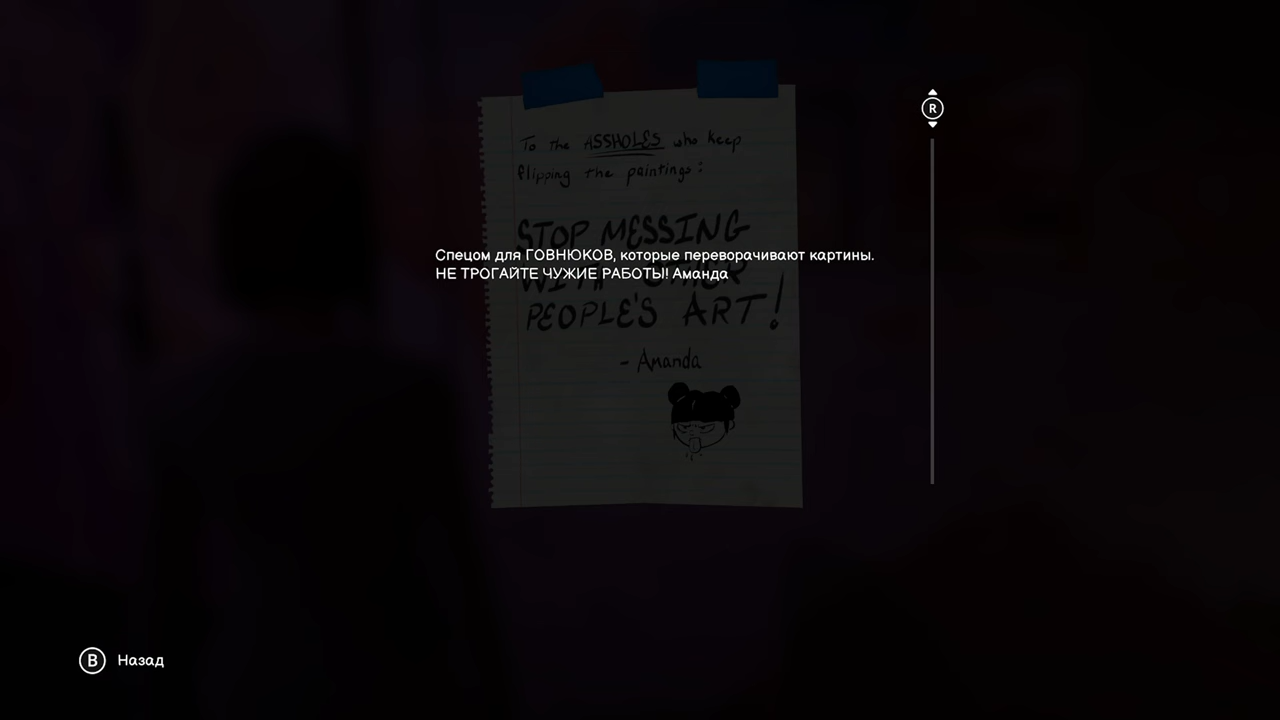 To the ASSHOLES who keep
flipping the paintings:
STOP MESSING
WITH OTHER
PEOPLE'S ART!
- Amanda
Спецом для ГОВНЮКОВ, которые переворачивают картины.
НЕ ТРОГАЙТЕ ЧУЖИЕ РАБОТЫ! Аманда
R
B Назад